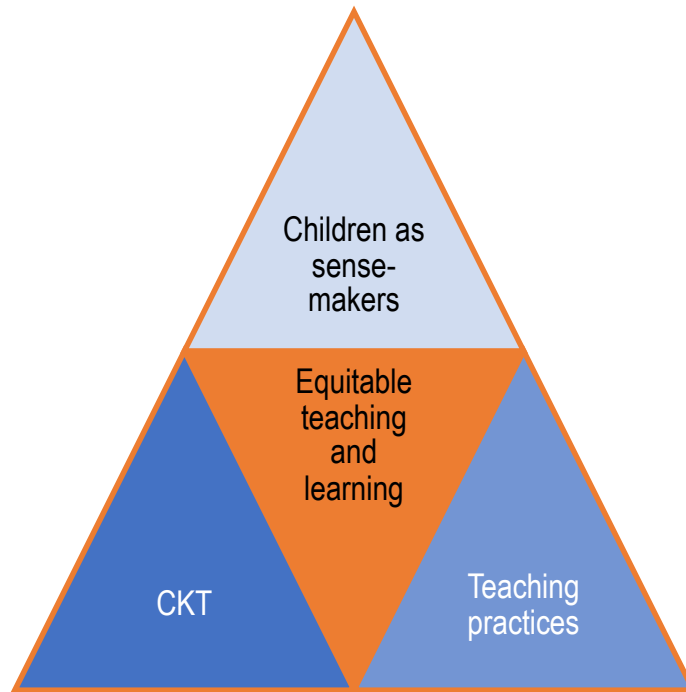 Children as
sense-
makers
Equitable
teaching
and
learning
CKT
Teaching
practices